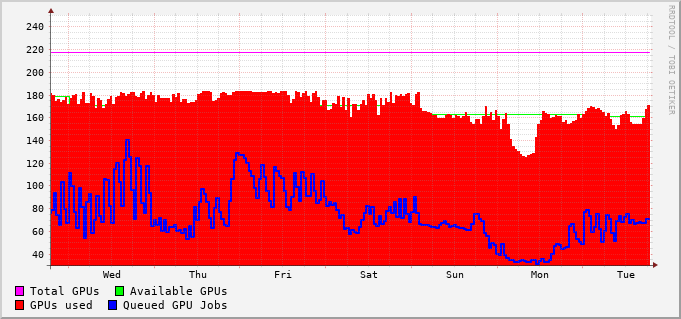 240
220
200
180
160
140
120
100
80
60
40
Wed Thu Fri Sat Sun Mon Tue
Total GPUs Available GPUs
GPUs used Queued GPU Jobs
RRDTOOL / TOBI OETIKER